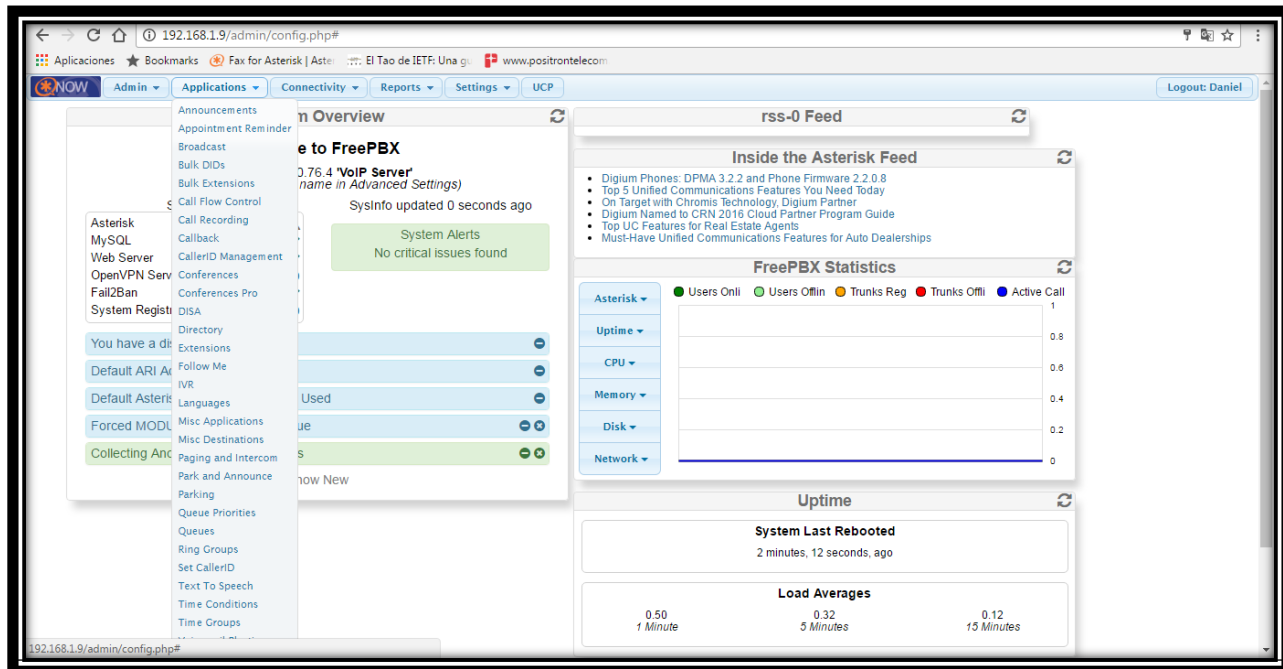 192.168.1.9/admin/config.php#
Aplicaciones Bookmarks Fax for Asterisk | Aste El Tao de IETF: Una gu www.positrontelecom
NOW Admin Applications Connectivity Reports Settings UCP Logout: Daniel
Announcements
Appointment Reminder
Broadcast
Bulk DIDs
Bulk Extensions
Call Flow Control
Call Recording
Callback
CallerID Management
Conferences
Conferences Pro
DISA
Directory
Extensions
Follow Me
IVR
Languages
Misc Applications
Misc Destinations
Paging and Intercom
Park and Announce
Parking
Queue Priorities
Queues
Ring Groups
Set CallerID
Text To Speech
Time Conditions
Time Groups
m Overview
e to FreePBX
0.76.4 'VoIP Server'
name in Advanced Settings)
S
SysInfo updated 0 seconds ago
Asterisk
MySQL
Web Server
OpenVPN Serv
Fail2Ban
System Registr
System Alerts
No critical issues found
You have a di
Default ARI Ad
Default Asteris Used
Forced MODU ue
Collecting Ano s
how New
rss-0 Feed
Inside the Asterisk Feed
Digium Phones: DPMA 3.2.2 and Phone Firmware 2.2.0.8
Top 5 Unified Communications Features You Need Today
On Target with Chromis Technology, Digium Partner
Digium Named to CRN 2016 Cloud Partner Program Guide
Top UC Features for Real Estate Agents
Must-Have Unified Communications Features for Auto Dealerships
FreePBX Statistics
Asterisk
Uptime
CPU
Memory
Disk
Network
Users Onli Users Offlin Trunks Reg Trunks Offli Active Call
1
0.8
0.6
0.4
0.2
0
Uptime
System Last Rebooted
2 minutes, 12 seconds, ago
Load Averages
0.50 0.32 0.12
1 Minute 5 Minutes 15 Minutes
192.168.1.9/admin/config.php#